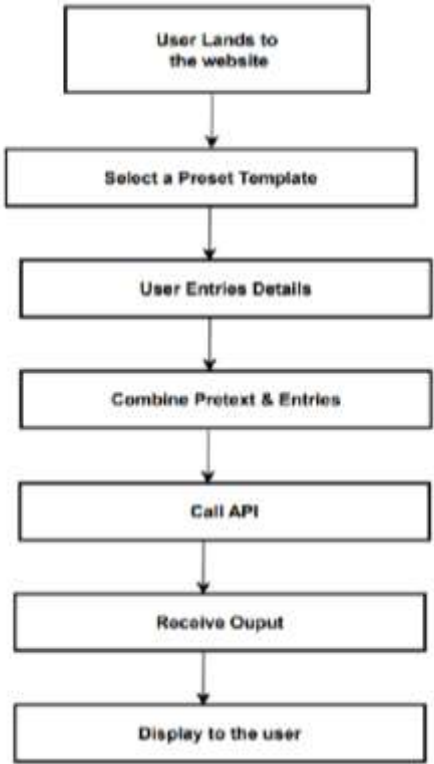 User Lands to
the website
Select a Preset Template
User Entries Details
Combine Pretext & Entries
Call API
Receive Ouput
Display to the user